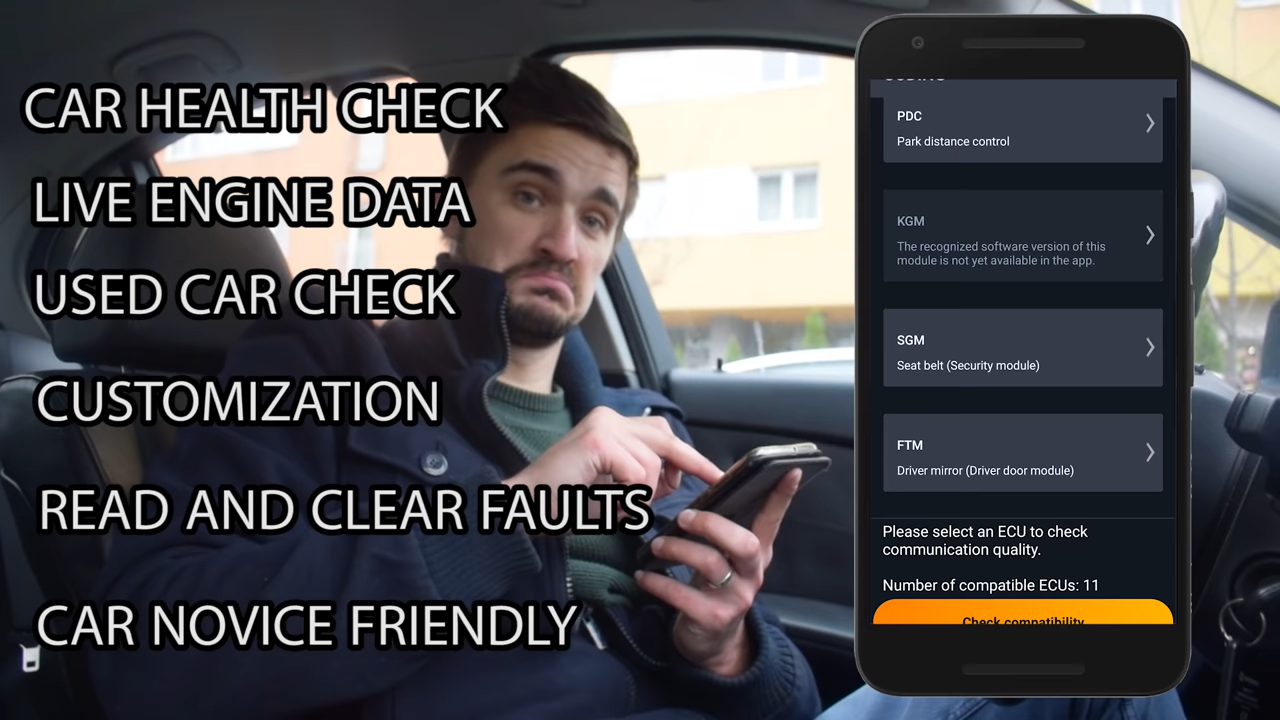 CAR HEALTH CHECK
LIVE ENGINE DATA
USED CAR CHECK
CUSTOMIZATION
READ AND CLEAR FAULTS
CAR NOVICE FRIENDLY
PDC
Park distance control
KGM
The recognized software version of this
module is not yet available in the app.
SGM
Seat belt (Security module)
FTM
Driver mirror (Driver door module)
Please select an ECU to check
communication quality.
Number of compatible ECUs: 11
Check compatibility